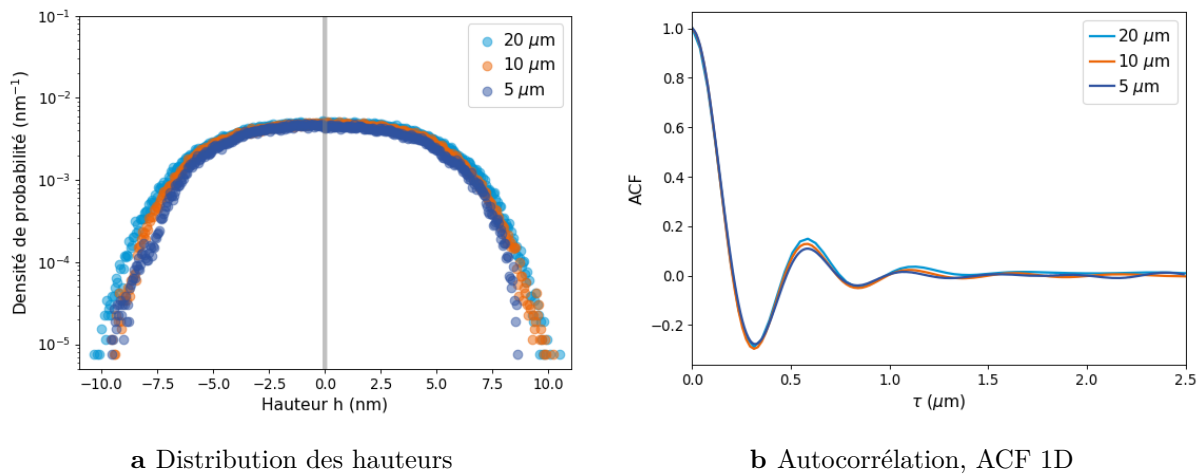 10⁻¹
10⁻²
10⁻³
10⁻⁴
10⁻⁵
Densité de probabilité (nm⁻¹)
20 μm
10 μm
5 μm
−10.0 −7.5 −5.0 −2.5 0.0 2.5 5.0 7.5 10.0
Hauteur h (nm)
a Distribution des hauteurs
1.0
0.8
0.6
0.4
0.2
0.0
−0.2
ACF
20 μm
10 μm
5 μm
0.0 0.5 1.0 1.5 2.0 2.5
τ (μm)
b Autocorrélation, ACF 1D